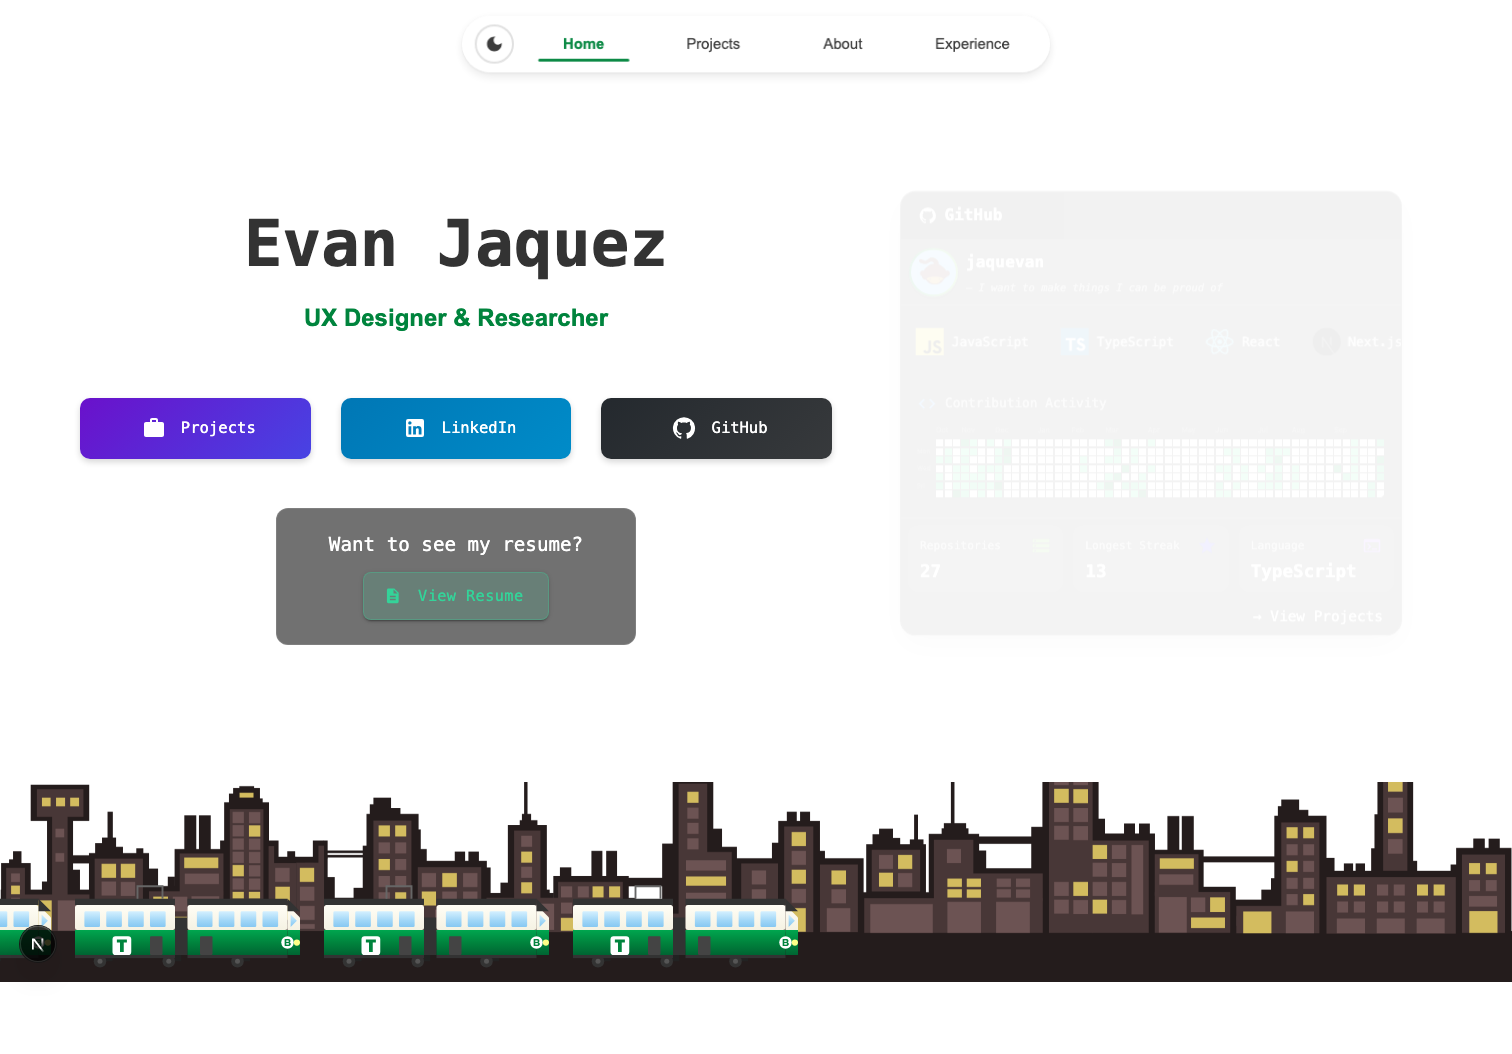 Home Projects About Experience
Evan Jaquez
UX Designer & Researcher
Projects LinkedIn GitHub
Want to see my resume?
View Resume
GitHub
jaquevan
I want to make things I can be proud of
JS JavaScript TS TypeScript React N Next.js
Contribution Activity
Repositories Longest Streak Language
27 13 TypeScript
→ View Projects
T B T B T B
N